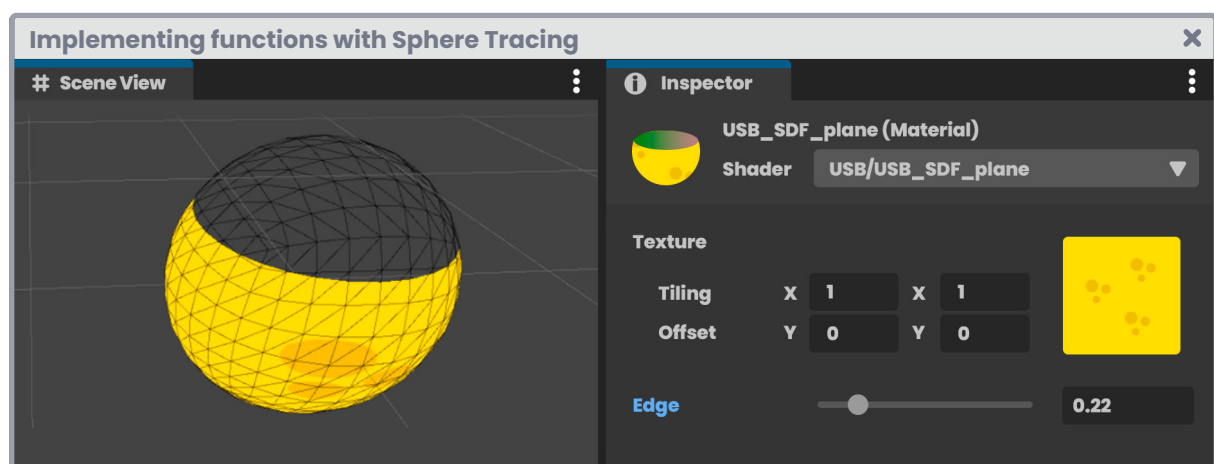 Implementing functions with Sphere Tracing
Scene View
Inspector
USB_SDF_plane (Material)
Shader USB/USB_SDF_plane
Texture
Tiling X 1 X 1
Offset Y 0 Y 0
Edge 0.22